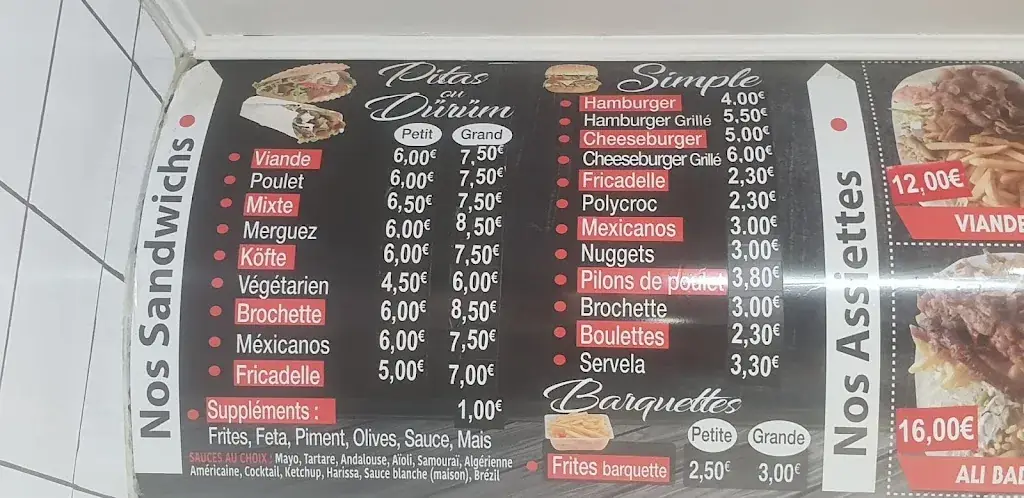 Nos Sandwichs
Pitas
ou
Dürüm
Petit Grand
Viande 6,00€ 7,50€
Poulet 6,00€ 7,50€
Mixte 6,50€ 7,50€
Merguez 6.00€ 8,50€
Köfte 6,00€ 7,50€
Végétarien 4,50€ 6,00€
Brochette 6,00€ 8,50€
Méxicanos 6,00€ 7,50€
Fricadelle 5,00€ 7,00€
Suppléments : 1,00€
Frites, Feta, Piment, Olives, Sauce, Mais
SAUCES AU CHOIX : Mayo, Tartare, Andalouse, Aïoli, Samouraï, Algérienne
Américaine, Cocktail, Ketchup, Harissa, Sauce blanche (maison), Brézil
Simple
Hamburger 4.00€
Hamburger Grillé 5,50€
Cheeseburger 5,00€
Cheeseburger Grillé 6,00€
Fricadelle 2,30€
Polycroc 2,30€
Mexicanos 3.00€
Nuggets 3,00€
Pilons de poulet 3,80€
Brochette 3.00€
Boulettes 2,30€
Servela 3,30€
Barquettes
Petite Grande
Frites barquette 2,50€ 3,00€
Nos Assiettes
12,00€
VIANDE
16,00€
ALI